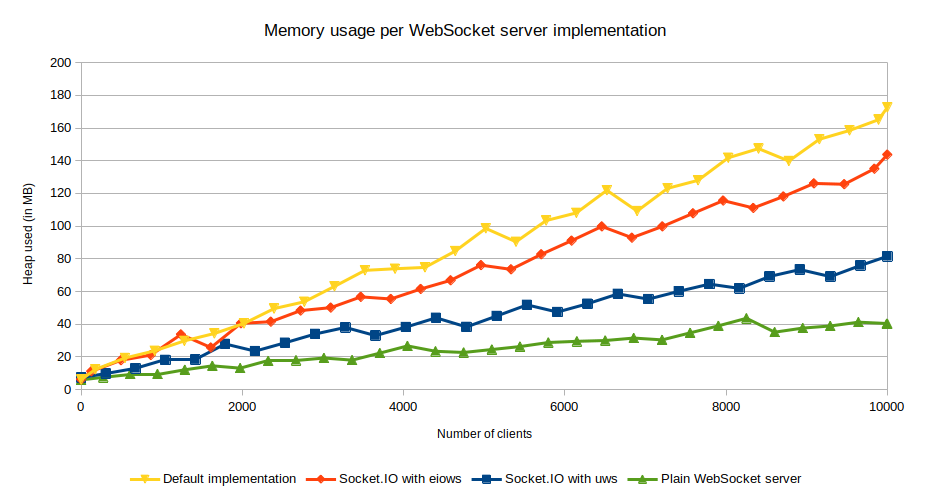 Memory usage per WebSocket server implementation
200
180
160
140
120
100
80
60
40
20
0
Heap used (in MB)
0 2000 4000 6000 8000 10000
Number of clients
Default implementation Socket.IO with eiows Socket.IO with uws Plain WebSocket server